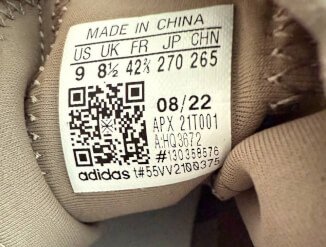 MADE IN CHINA
US UK FR JP CHN
9 8½ 42⅔ 270 265
08/22
APX 21T001
A:HQ3672
#130358576
adidas t#55VV2100375